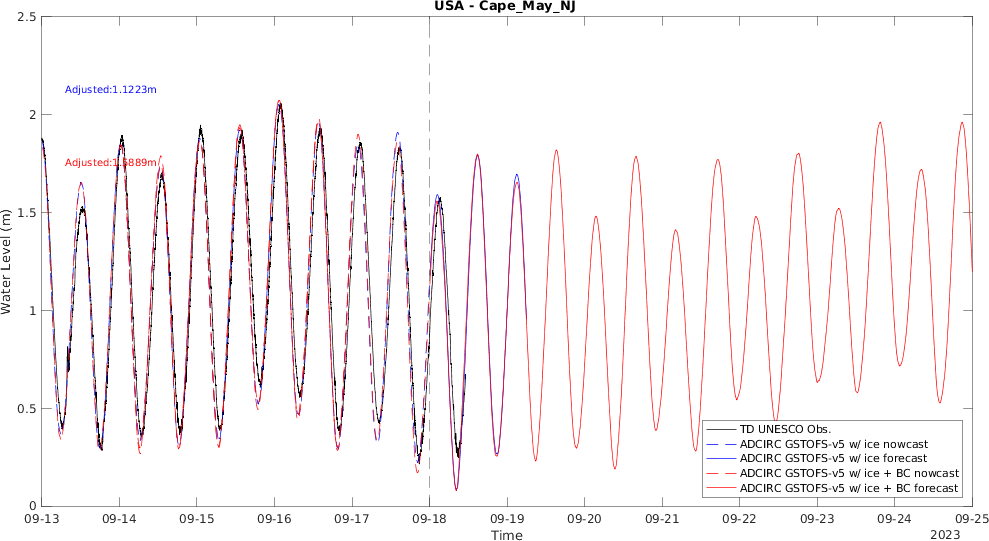 USA - Cape_May_NJ
2.5
2
1.5
1
0.5
0
Water Level (m)
Adjusted:1.1223m
Adjusted:1.6889m
TD UNESCO Obs.
ADCIRC GSTOFS-v5 w/ ice nowcast
ADCIRC GSTOFS-v5 w/ ice forecast
ADCIRC GSTOFS-v5 w/ ice + BC nowcast
ADCIRC GSTOFS-v5 w/ ice + BC forecast
09-13 09-14 09-15 09-16 09-17 09-18 09-19 09-20 09-21 09-22 09-23 09-24 09-25
Time
2023